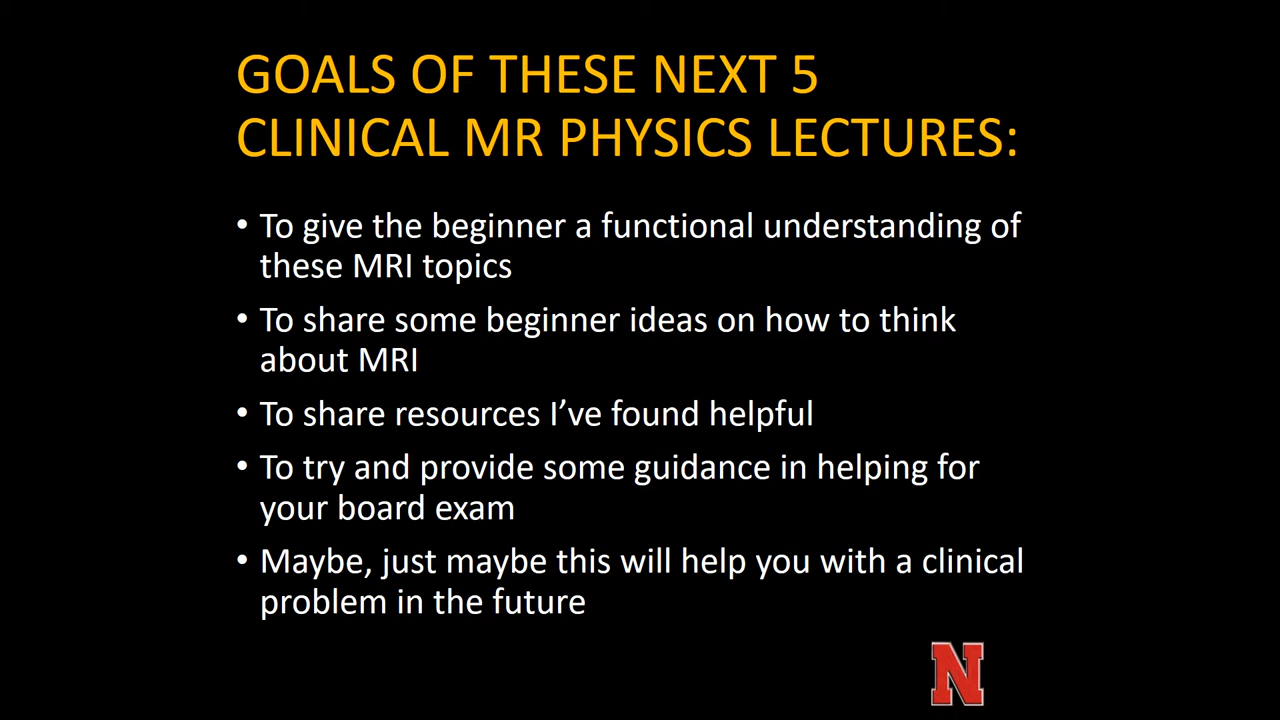 GOALS OF THESE NEXT 5
CLINICAL MR PHYSICS LECTURES:
• To give the beginner a functional understanding of
these MRI topics
• To share some beginner ideas on how to think
about MRI
• To share resources I’ve found helpful
• To try and provide some guidance in helping for
your board exam
• Maybe, just maybe this will help you with a clinical
problem in the future
N